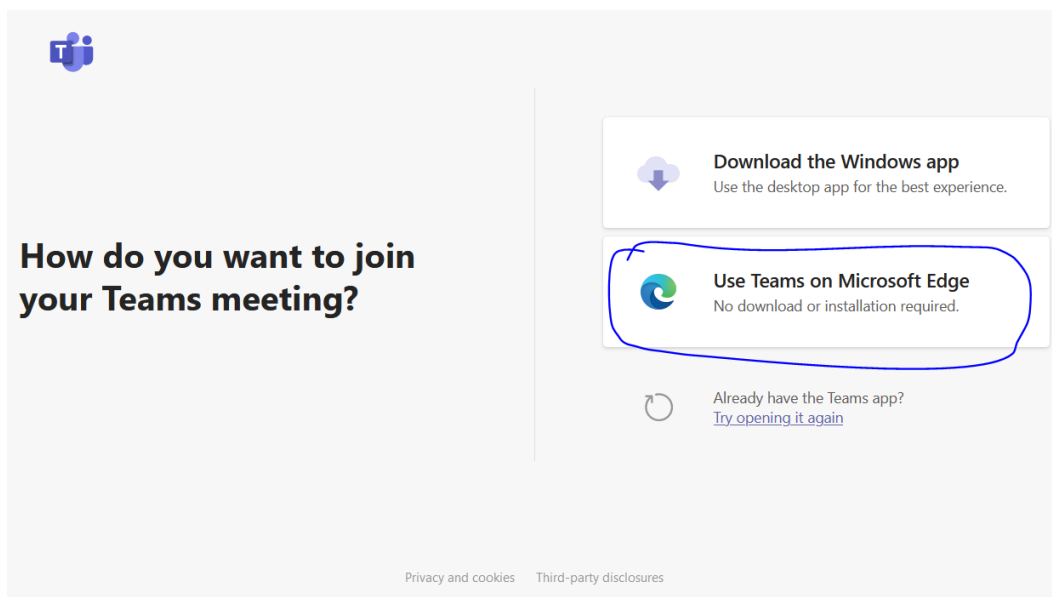 T
How do you want to join
your Teams meeting?
Download the Windows app
Use the desktop app for the best experience.
Use Teams on Microsoft Edge
No download or installation required.
Already have the Teams app?
Try opening it again
Privacy and cookies Third-party disclosures